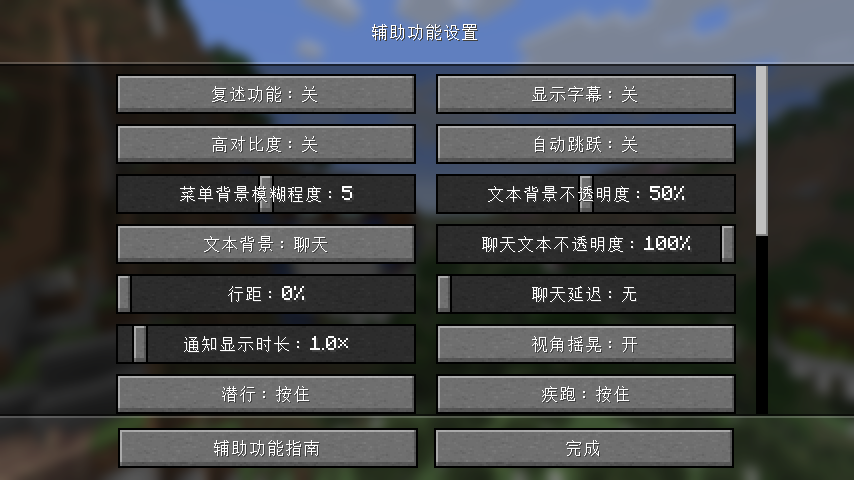 辅助功能设置
复述功能：关
显示字幕：关
高对比度：关
自动跳跃：关
菜单背景模糊程度：5
文本背景不透明度：50%
文本背景：聊天
聊天文本不透明度：100%
行距：0%
聊天延迟：无
通知显示时长：1.0×
视角摇晃：开
潜行：按住
疾跑：按住
辅助功能指南
完成